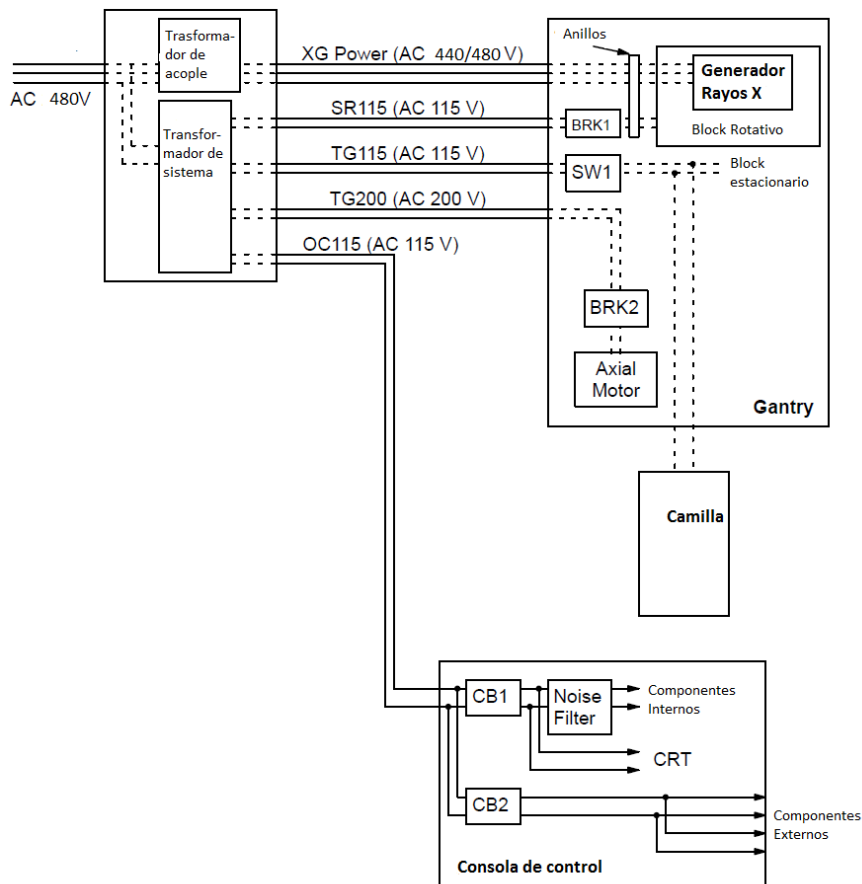 Trasforma-
dor de
acople
XG Power (AC 440/480 V)
Anillos
Generador
Rayos X
AC 480V
SR115 (AC 115 V)
BRK1
Block Rotativo
Transfor-
mador de
sistema
TG115 (AC 115 V)
SW1
Block
estacionario
TG200 (AC 200 V)
OC115 (AC 115 V)
BRK2
Axial
Motor
Gantry
Camilla
CB1
Noise
Filter
Componentes
Internos
CRT
CB2
Componentes
Externos
Consola de control